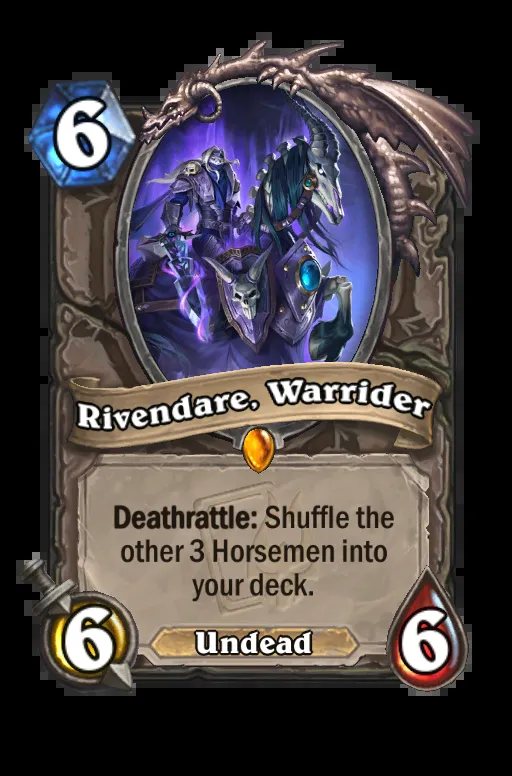 6
Rivendare, Warrider
Deathrattle: Shuffle the
other 3 Horsemen into
your deck.
6
Undead
6